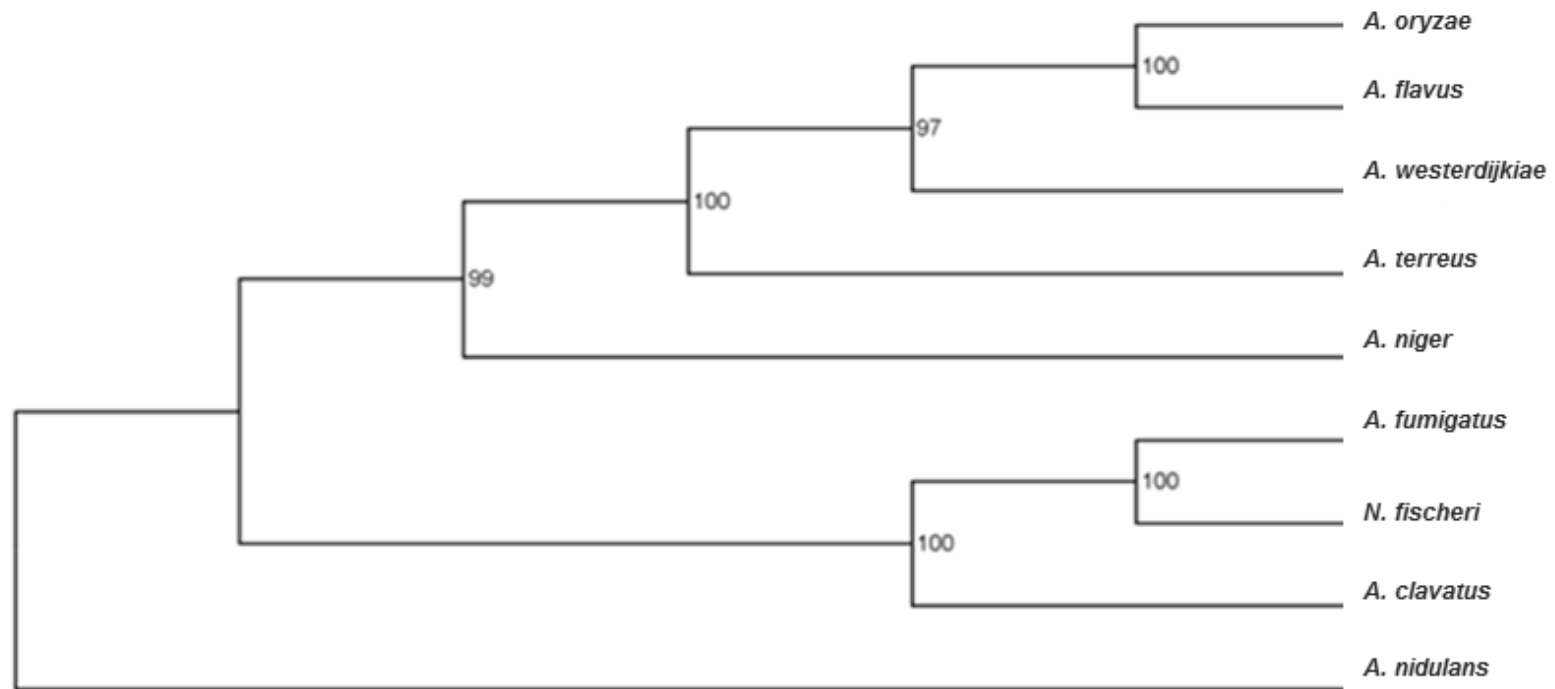 A. oryzae
100
A. flavus
97
A. westerdijkiae
100
A. terreus
99
A. niger
A. fumigatus
100
N. fischeri
100
A. clavatus
A. nidulans